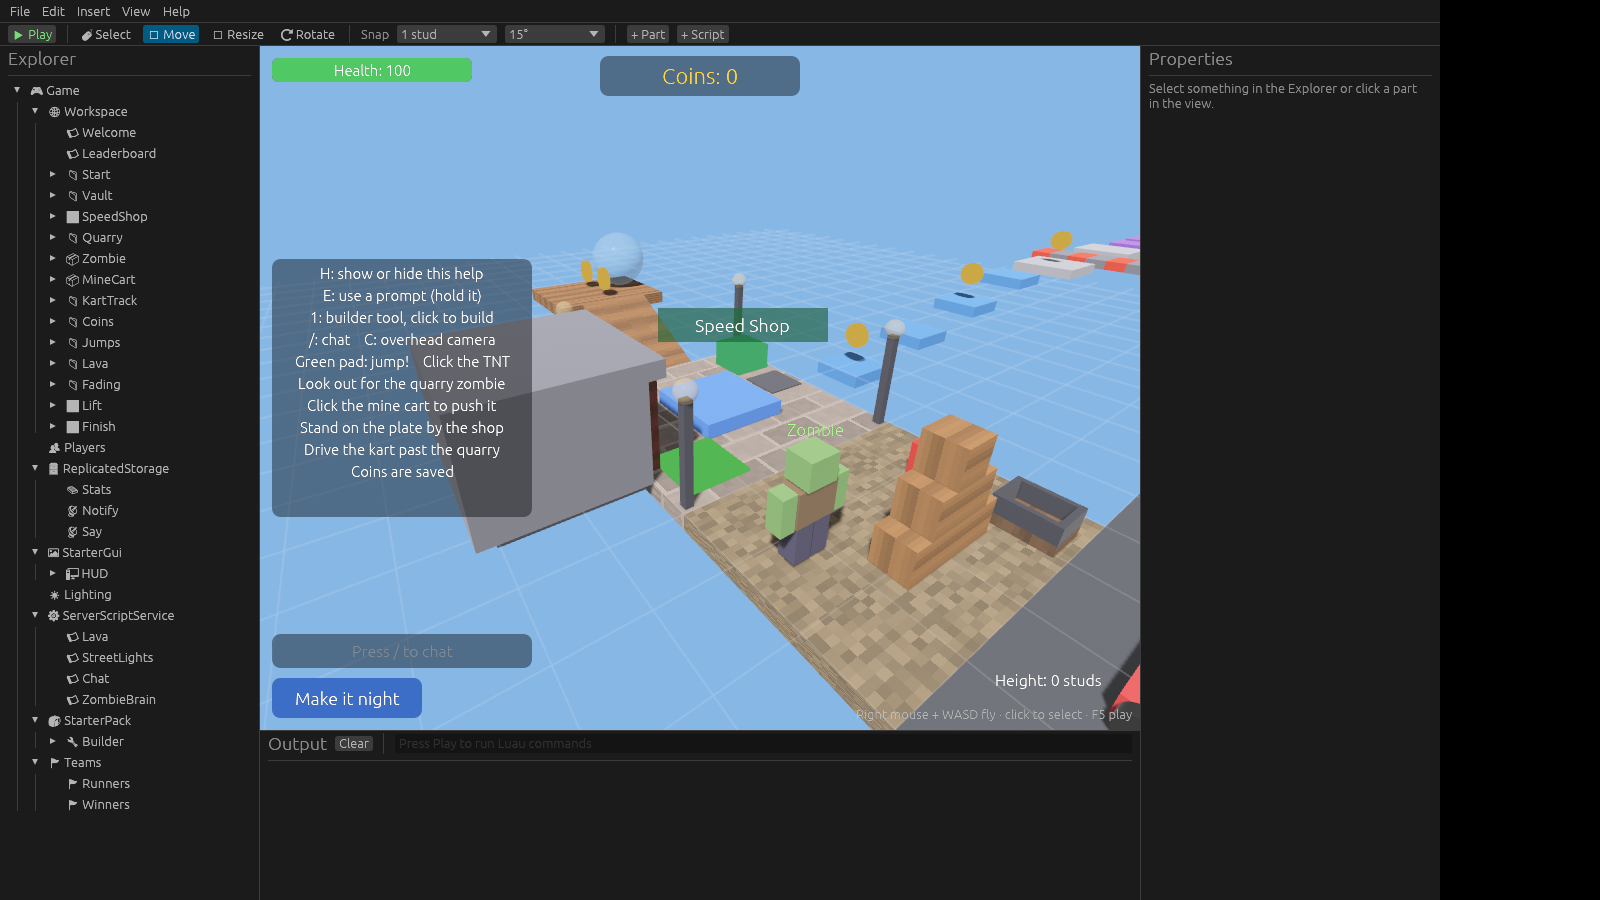 File Edit Insert View Help
Play Select Move Resize Rotate Snap 1 stud 15° + Part + Script
Explorer
Game
Workspace
Welcome
Leaderboard
Start
Vault
SpeedShop
Quarry
Zombie
MineCart
KartTrack
Coins
Jumps
Lava
Fading
Lift
Finish
Players
ReplicatedStorage
Stats
Notify
Say
StarterGui
HUD
Lighting
ServerScriptService
Lava
StreetLights
Chat
ZombieBrain
StarterPack
Builder
Teams
Runners
Winners
Health: 100
Coins: 0
H: show or hide this help
E: use a prompt (hold it)
1: builder tool, click to build
/: chat C: overhead camera
Green pad: jump! Click the TNT
Look out for the quarry zombie
Click the mine cart to push it
Stand on the plate by the shop
Drive the kart past the quarry
Coins are saved
Speed Shop
Zombie
Press / to chat
Make it night
Height: 0 studs
Right mouse + WASD fly · click to select · F5 play
Output Clear Press Play to run Luau commands
Properties
Select something in the Explorer or click a part
in the view.